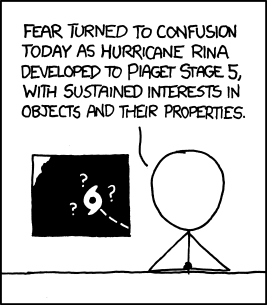 FEAR TURNED TO CONFUSION
TODAY AS HURRICANE RINA
DEVELOPED TO PIAGET STAGE 5,
WITH SUSTAINED INTERESTS IN
OBJECTS AND THEIR PROPERTIES.
?
?
?